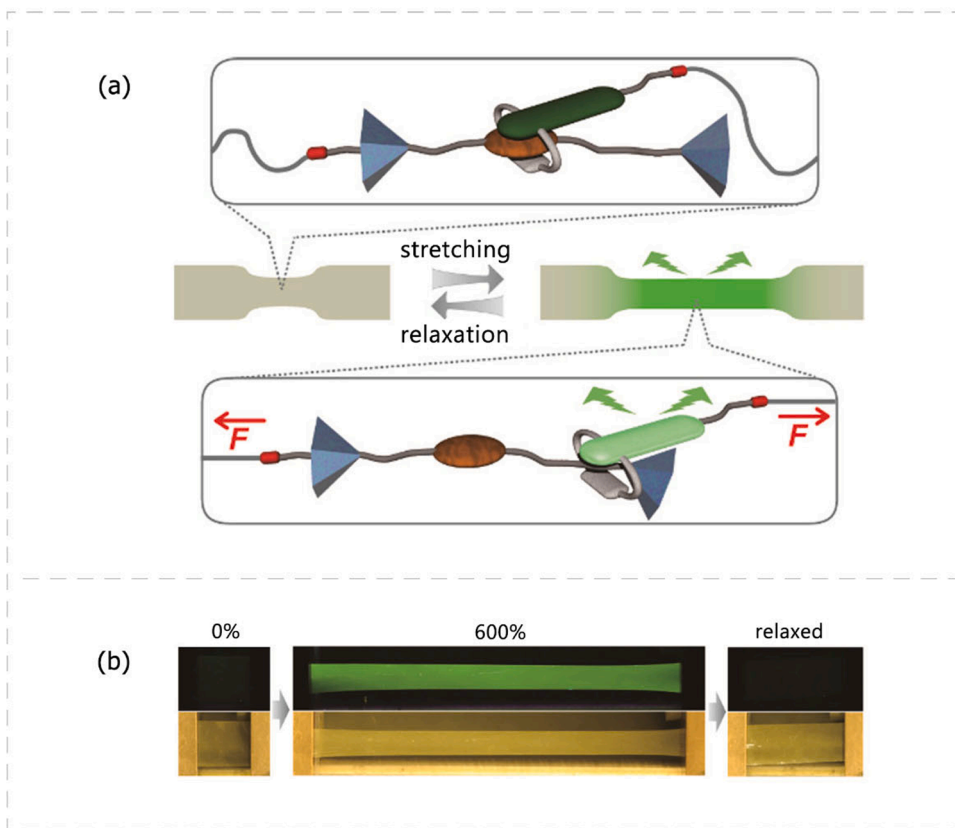 (a)
stretching
relaxation
F
F
(b)
0%
600%
relaxed